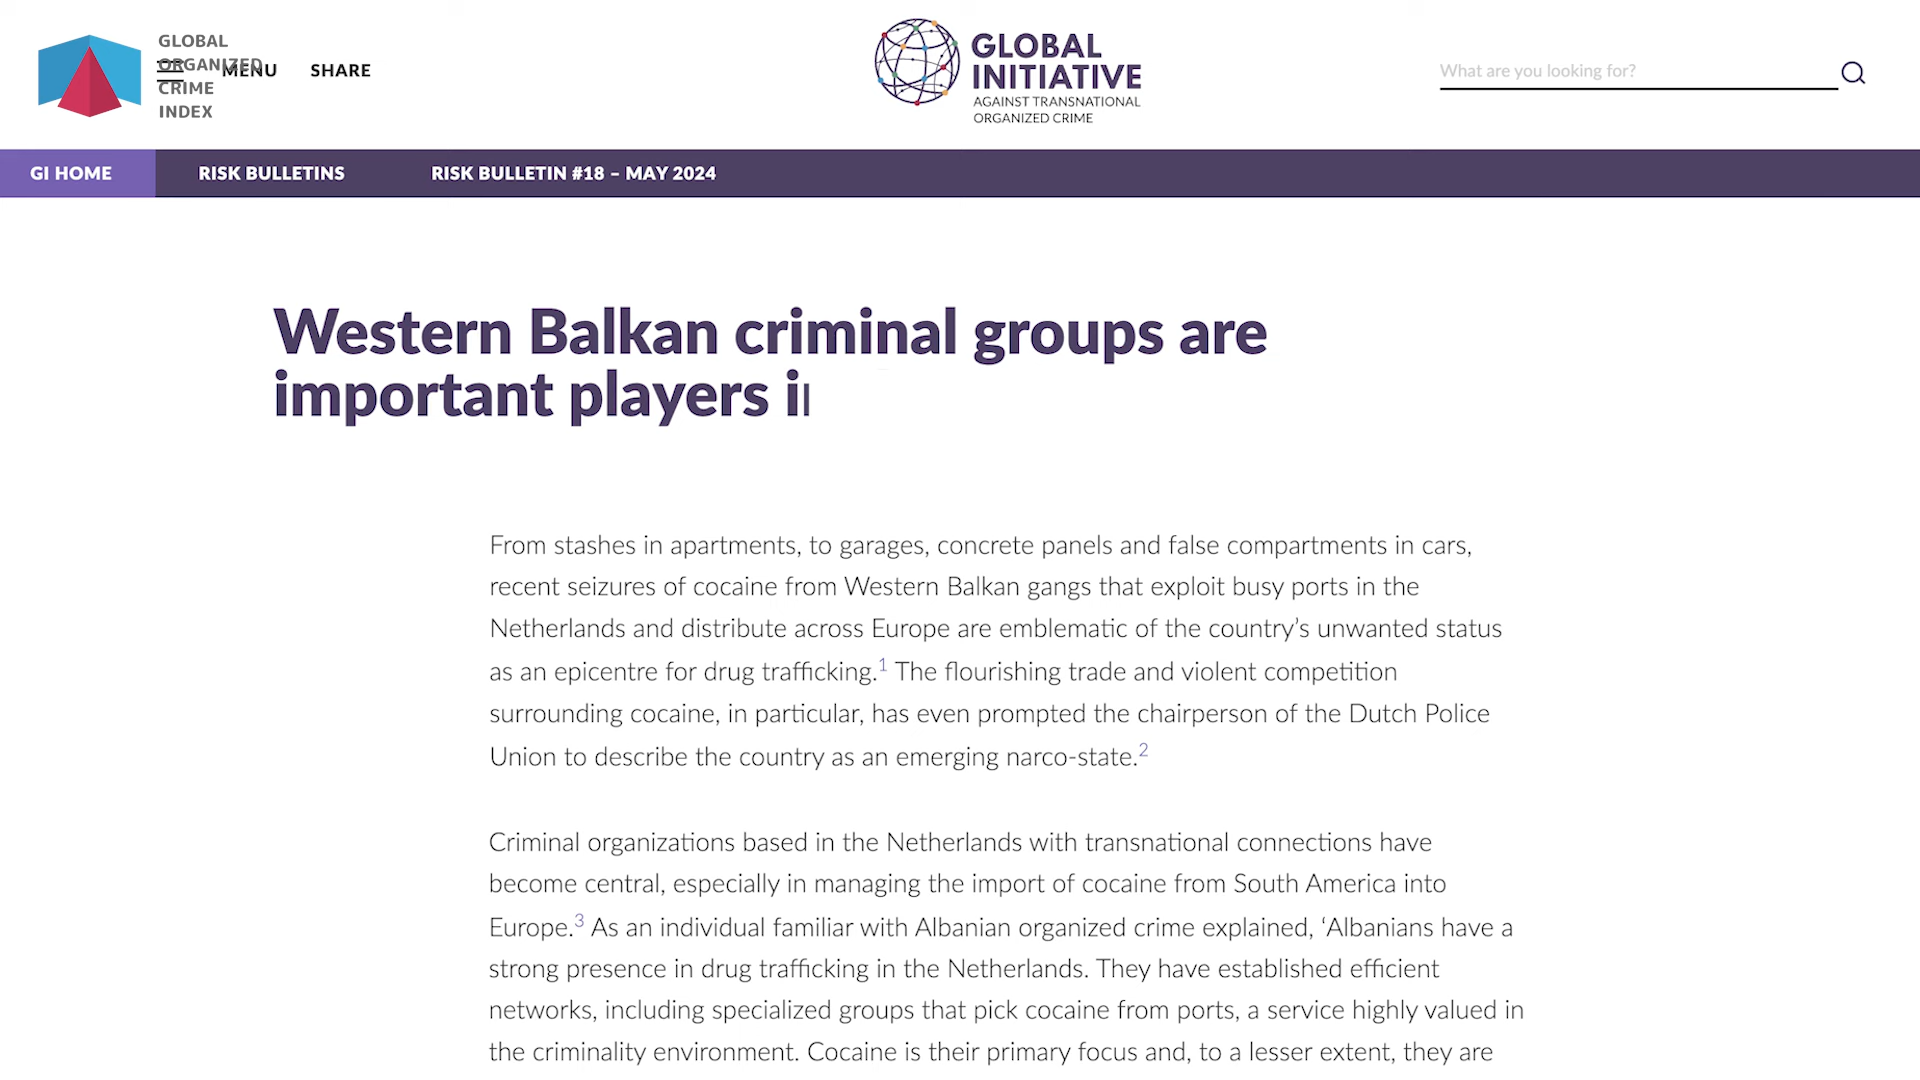 GLOBAL
ORGANIZED
CRIME
INDEX
MENU
SHARE
GLOBAL
INITIATIVE
AGAINST TRANSNATIONAL
ORGANIZED CRIME
What are you looking for?
GI HOME
RISK BULLETINS
RISK BULLETIN #18 – MAY 2024
Western Balkan criminal groups are
important players i
From stashes in apartments, to garages, concrete panels and false compartments in cars,
recent seizures of cocaine from Western Balkan gangs that exploit busy ports in the
Netherlands and distribute across Europe are emblematic of the country’s unwanted status
as an epicentre for drug trafficking.1 The flourishing trade and violent competition
surrounding cocaine, in particular, has even prompted the chairperson of the Dutch Police
Union to describe the country as an emerging narco-state.2
Criminal organizations based in the Netherlands with transnational connections have
become central, especially in managing the import of cocaine from South America into
Europe.3 As an individual familiar with Albanian organized crime explained, ‘Albanians have a
strong presence in drug trafficking in the Netherlands. They have established efficient
networks, including specialized groups that pick cocaine from ports, a service highly valued in
the criminality environment. Cocaine is their primary focus and, to a lesser extent, they are